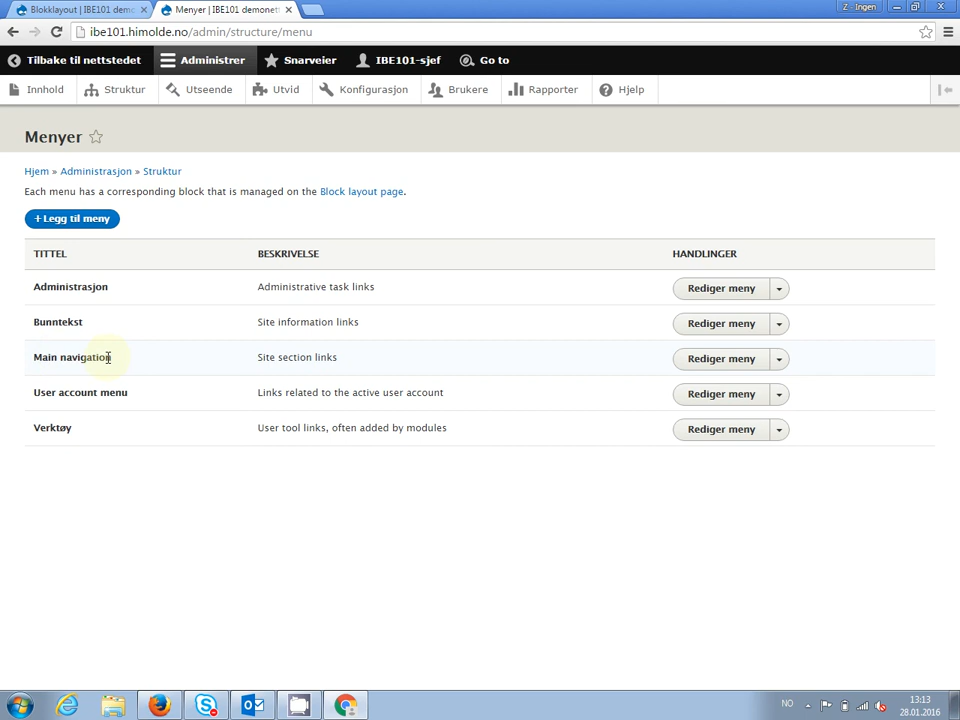 Blokklayout | IBE101 demo
Menyer | IBE101 demonett
Ingen
ibe101.himolde.no/admin/structure/menu
Tilbake til nettstedet
Administrer
Snarveier
IBE101-sjef
Go to
Innhold
Struktur
Utseende
Utvid
Konfigurasjon
Brukere
Rapporter
Hjelp
Menyer
Hjem » Administrasjon » Struktur
Each menu has a corresponding block that is managed on the Block layout page.
+Legg til meny
TITTEL BESKRIVELSE HANDLINGER
Administrasjon Administrative task links Rediger meny
Bunntekst Site information links Rediger meny
Main navigation Site section links Rediger meny
User account menu Links related to the active user account Rediger meny
Verktøy User tool links, often added by modules Rediger meny
NO
13:13
28.01.2016